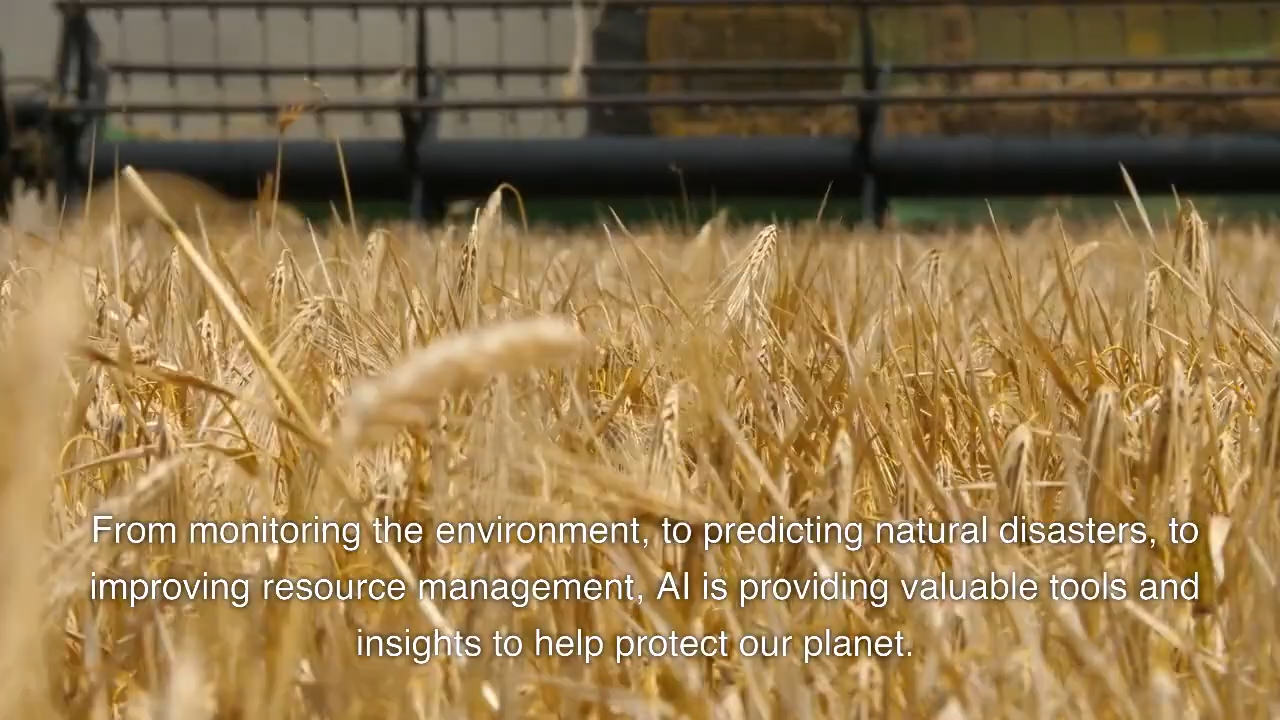 From monitoring the environment, to predicting natural disasters, to
improving resource management, AI is providing valuable tools and
insights to help protect our planet.